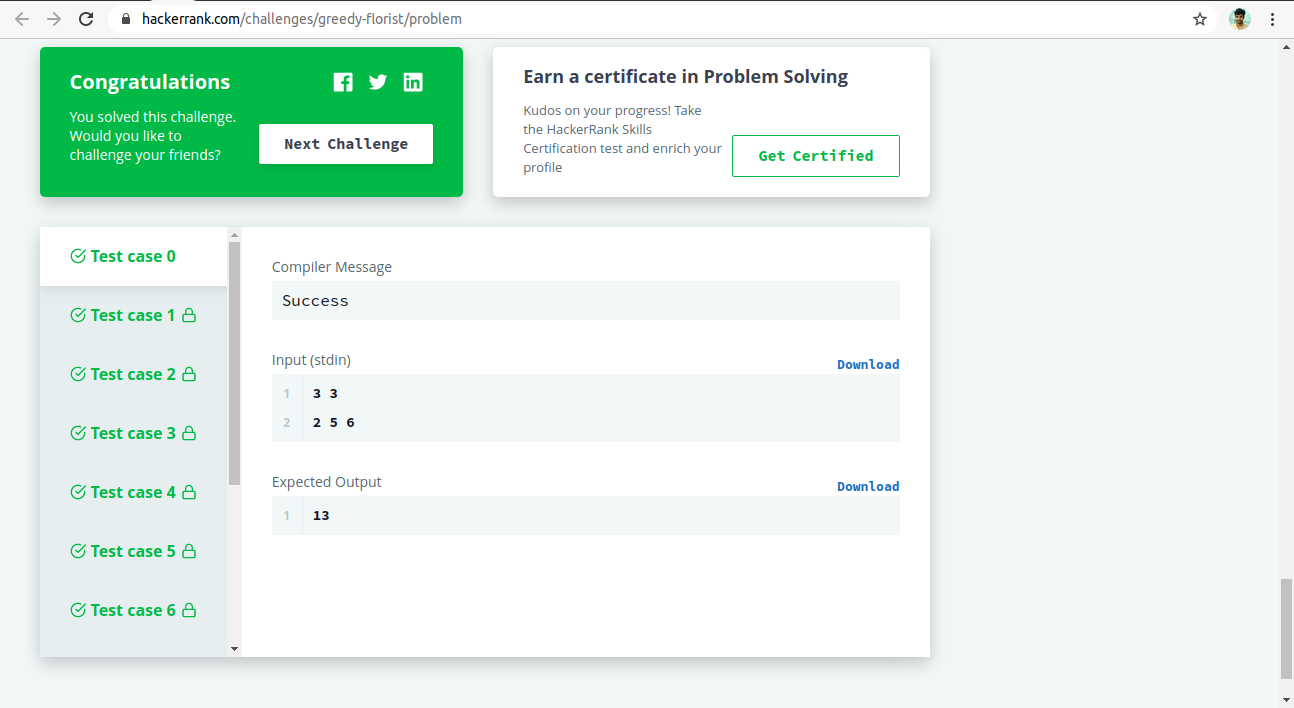 hackerrank.com/challenges/greedy-florist/problem
Congratulations
You solved this challenge.
Would you like to
challenge your friends?
Next Challenge
Earn a certificate in Problem Solving
Kudos on your progress! Take
the HackerRank Skills
Certification test and enrich your
profile
Get Certified
Test case 0
Test case 1
Test case 2
Test case 3
Test case 4
Test case 5
Test case 6
Compiler Message
Success
Input (stdin)
Download
1 3 3
2 2 5 6
Expected Output
Download
1 13